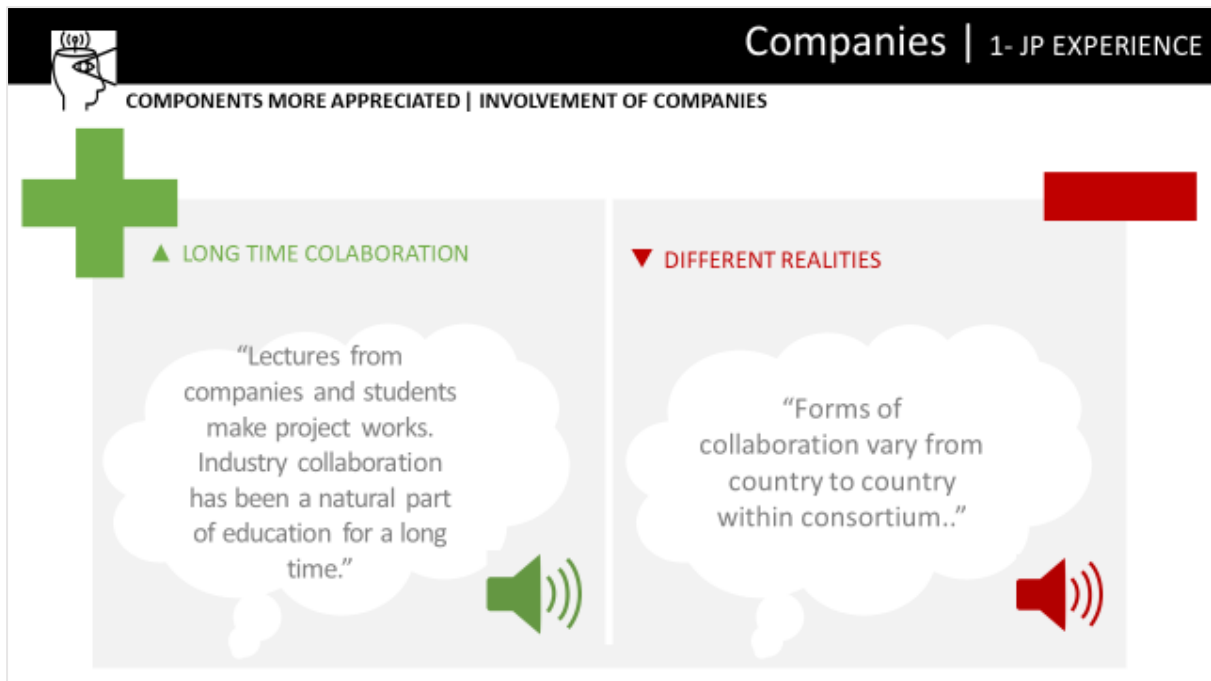 Companies | 1- JP EXPERIENCE
COMPONENTS MORE APPRECIATED | INVOLVEMENT OF COMPANIES
▲ LONG TIME COLABORATION
“Lectures from
companies and students
make project works.
Industry collaboration
has been a natural part
of education for a long
time.”
▼ DIFFERENT REALITIES
“Forms of
collaboration vary from
country to country
within consortium..”